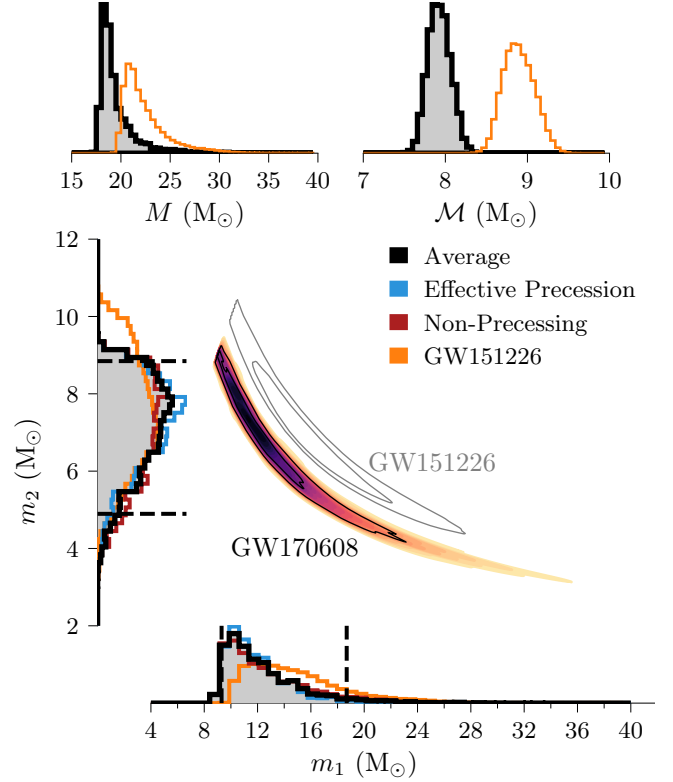 15 20 25 30 35 40
M (M⊙)
7 8 9 10
ℳ (M⊙)
12
10
8
6
4
2
m₂ (M⊙)
Average
Effective Precession
Non-Precessing
GW151226
GW151226
GW170608
4 8 12 16 20 24 28 32 36 40
m₁ (M⊙)